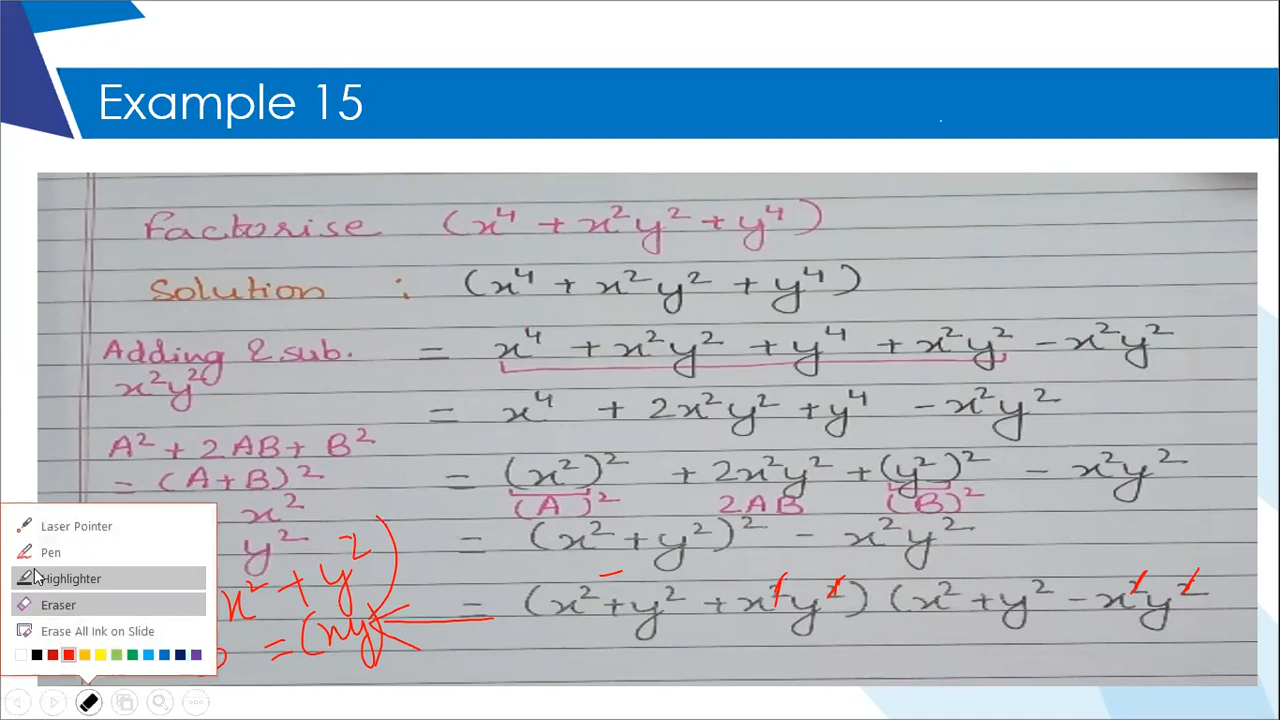 Example 15
Factorise (x⁴ + x²y² + y⁴)
Solution : (x⁴ + x²y² + y⁴)
Adding & sub. = x⁴ + x²y² + y⁴ + x²y² - x²y²
x²y²
= x⁴ + 2x²y² + y⁴ - x²y²
A² + 2AB + B²
= (A+B)² = (x²)² + 2x²y² + (y²)² - x²y²
(A)² 2AB (B)²
x²
y² = (x² + y²)² - x²y²
x² + y²)
= (x² + y² + x²y²) (x² + y² - x²y²
= (xy)
Laser Pointer
Pen
Highlighter
Eraser
Erase All Ink on Slide